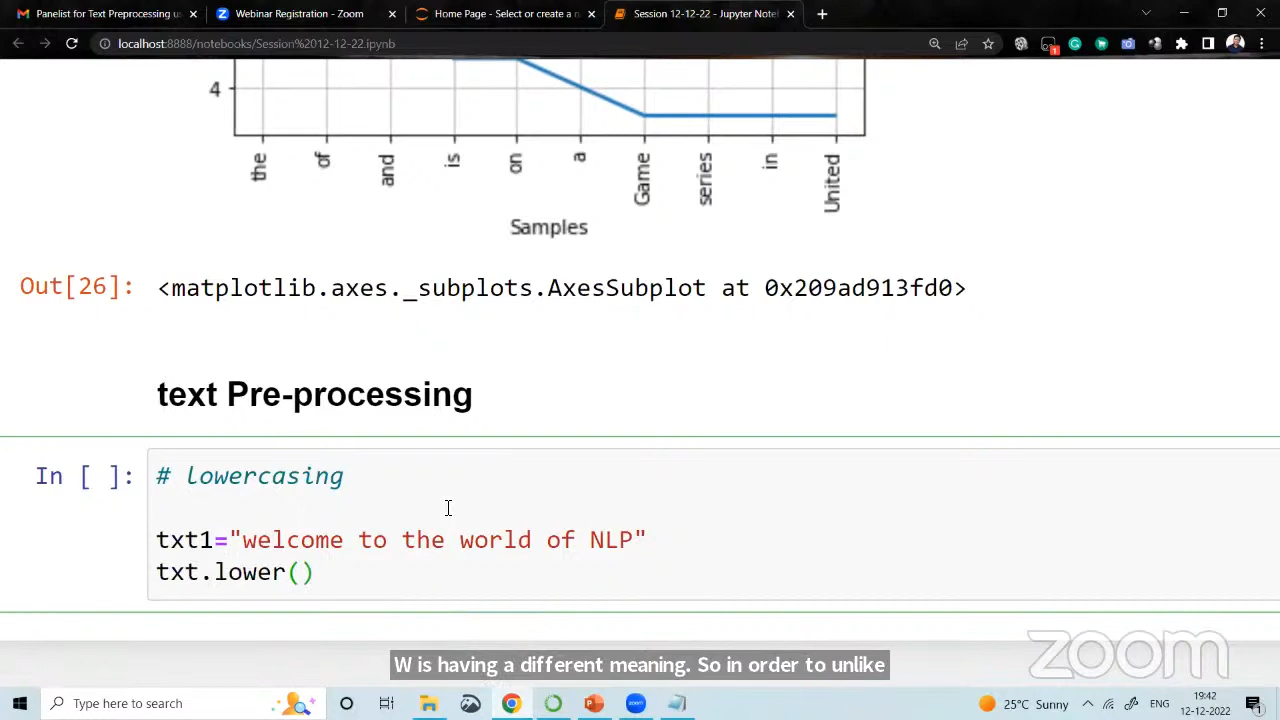 Panelist for Text Preprocessing u
Webinar Registration - Zoom
Home Page - Select or create a n
Session 12-12-22 - Jupyter Note
localhost:8888/notebooks/Session%2012-12-22.ipynb
1
4
the
of
and
is
on
a
Game
series
in
United
Samples
Out[26]: <matplotlib.axes._subplots.AxesSubplot at 0x209ad913fd0>
text Pre-processing
In [ ]: # lowercasing
txt1="welcome to the world of NLP"
txt.lower()
zoom
W is having a different meaning. So in order to unlike
Type here to search
zoom
25°C Sunny
ENG
19:42
12-12-2022
1